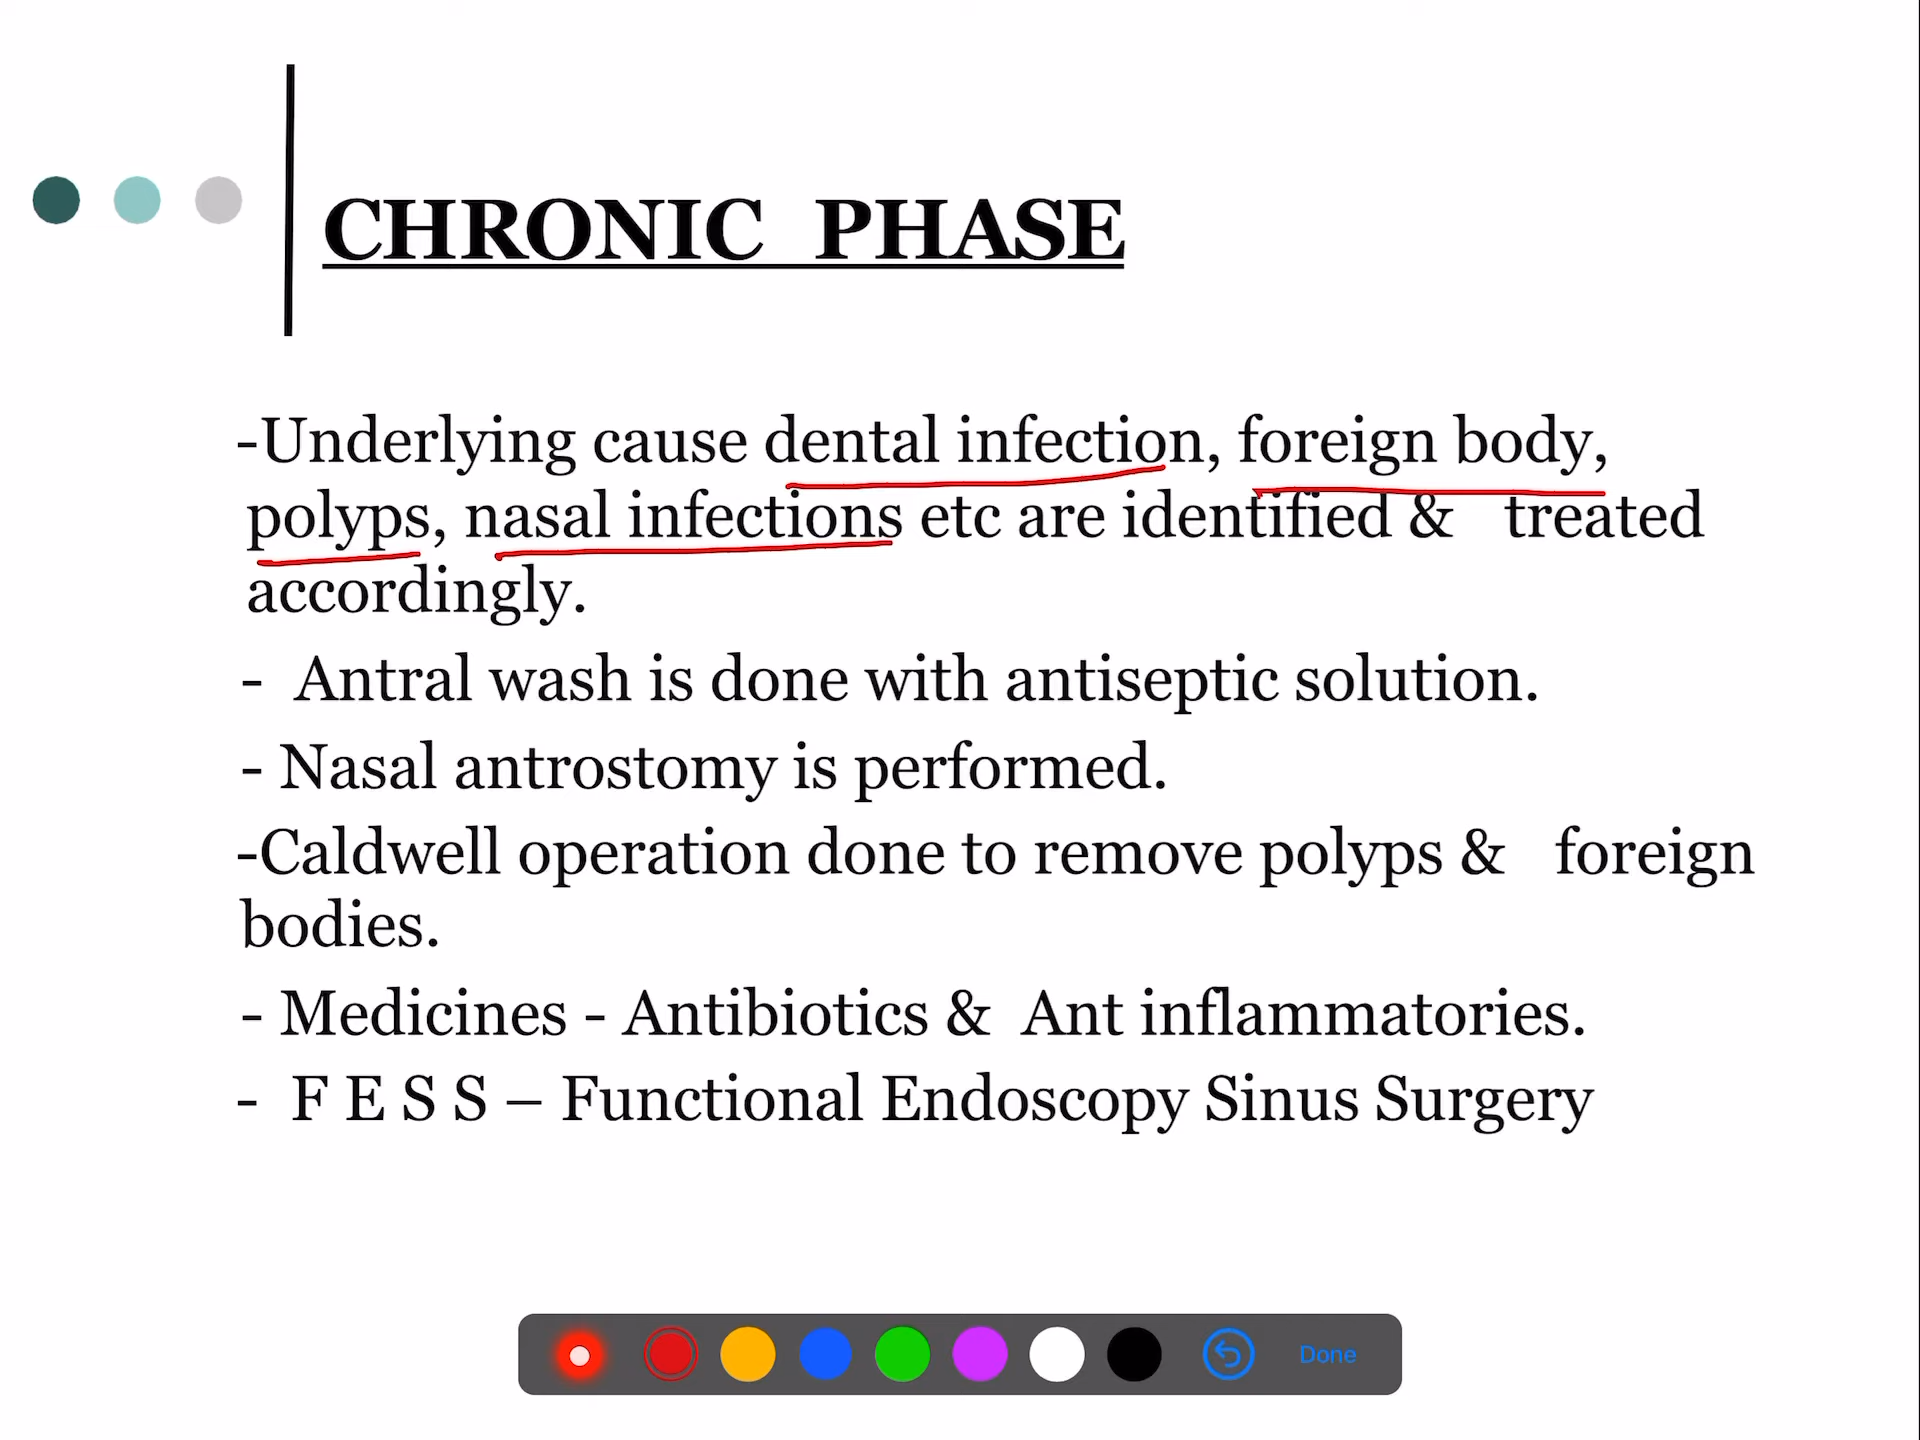 CHRONIC PHASE
-Underlying cause dental infection, foreign body,
polyps, nasal infections etc are identified & treated
accordingly.
- Antral wash is done with antiseptic solution.
- Nasal antrostomy is performed.
-Caldwell operation done to remove polyps & foreign
bodies.
- Medicines - Antibiotics & Ant inflammatories.
- F E S S – Functional Endoscopy Sinus Surgery
Done